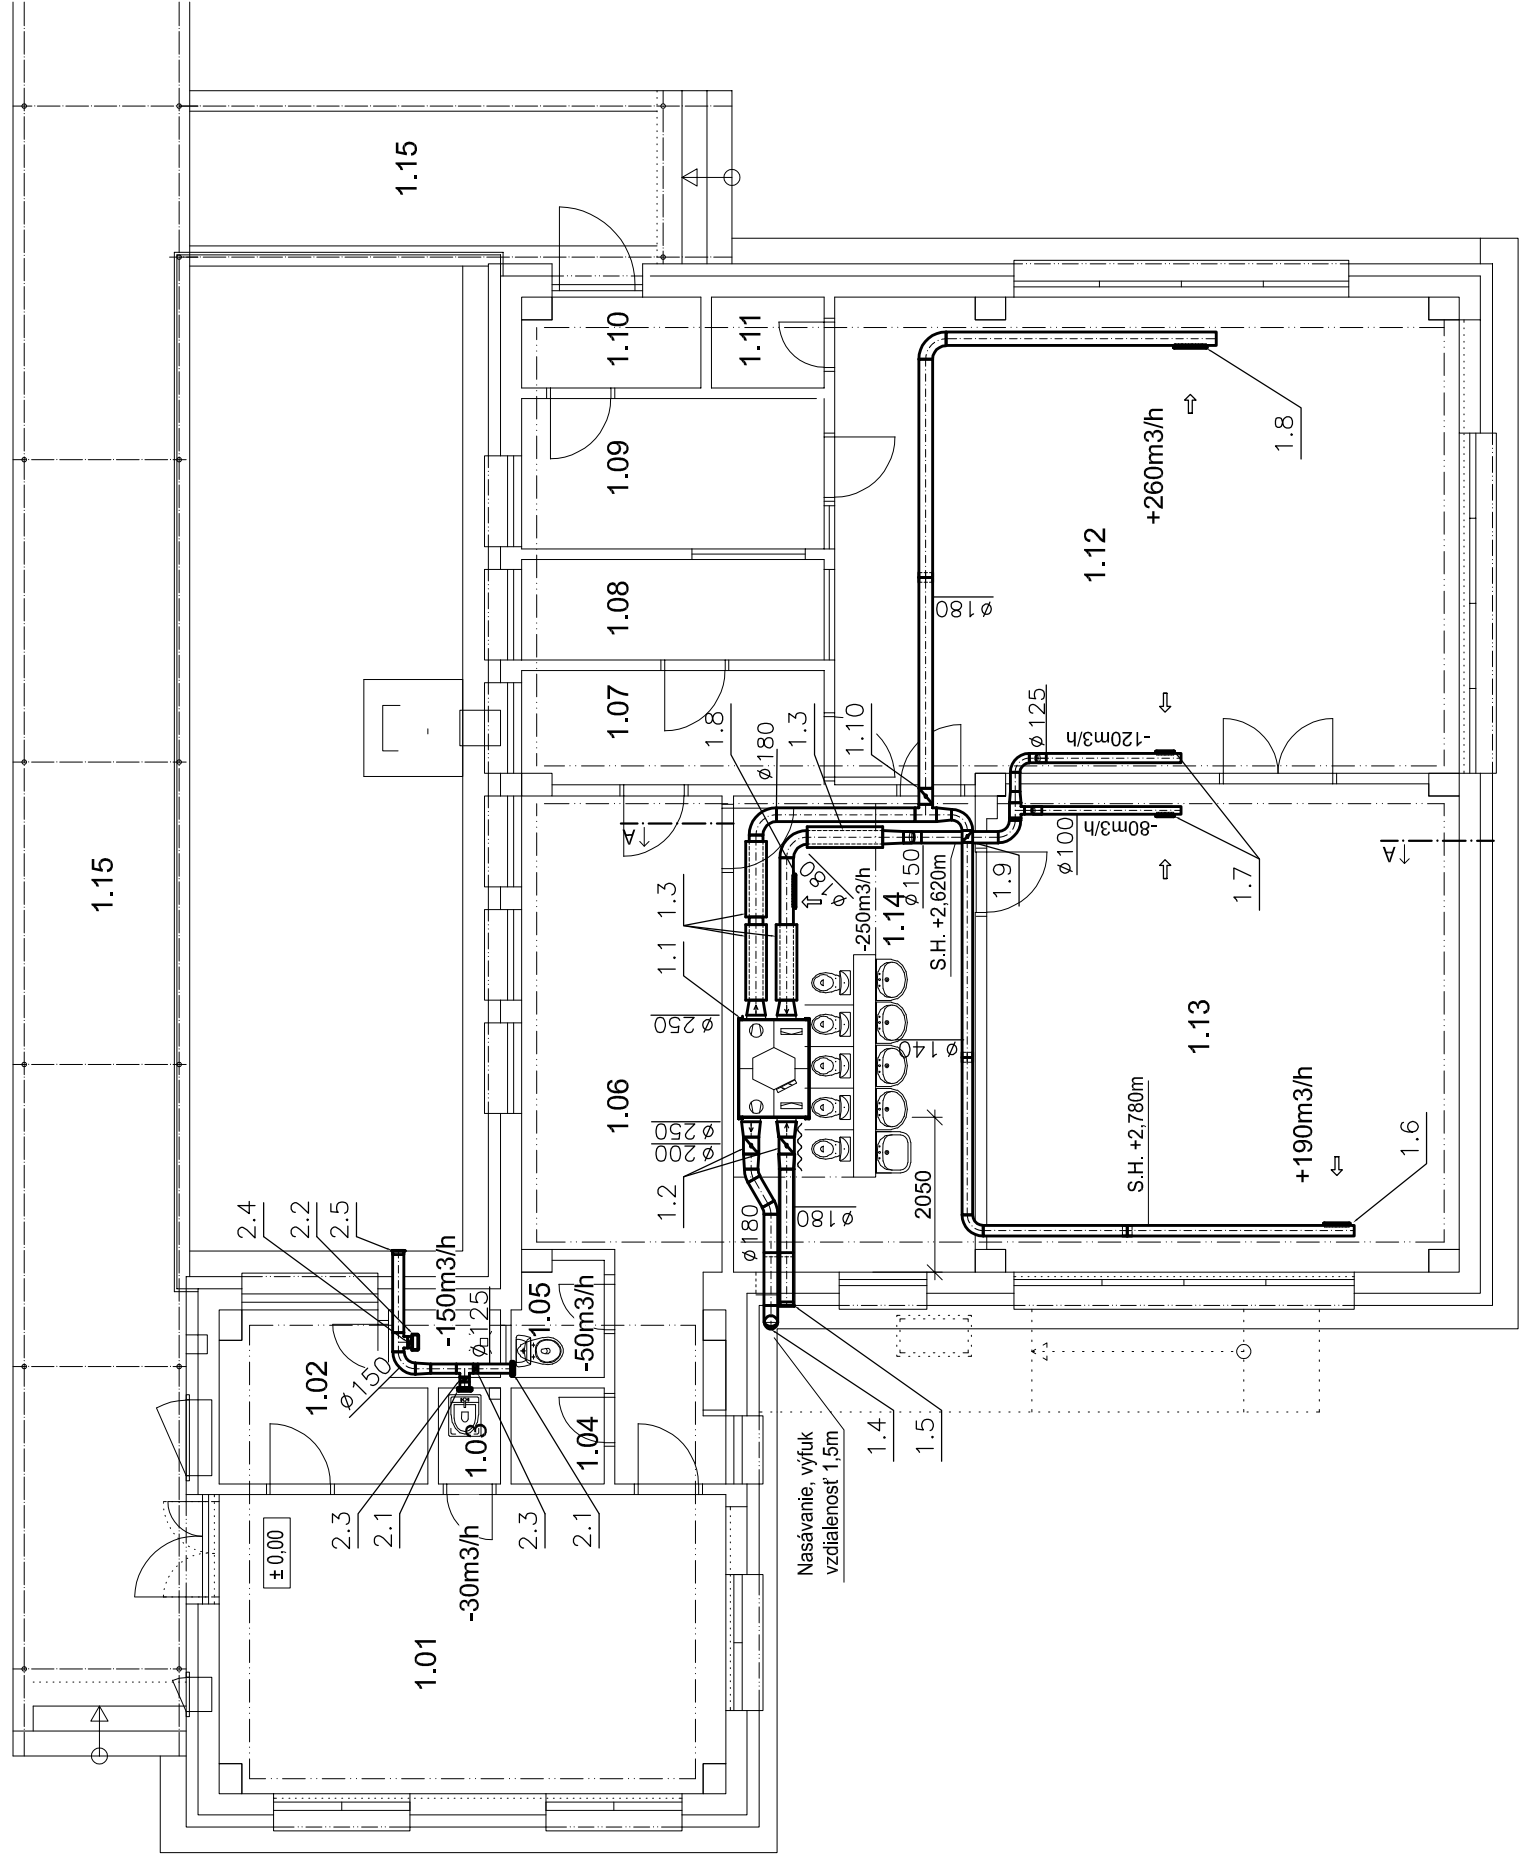 1.15
1.15
1.10
1.11
1.09
1.08
1.07
1.12
+260m3/h
1.8
ø180
1.8
ø180
1.3
1.10
ø125
-120m3/h
-80m3/h
ø100
1.7
A
A
1.3
1.1
ø180
-250m3/h
1.14
ø150
S.H. +2,620m
1.9
ø250
1.06
ø250
ø200
1.2
ø140
1.13
2050
S.H. +2,780m
+190m3/h
1.6
ø180
ø180
2.4
2.2
2.5
-150m3/h
ø125
1.05
-50m3/h
1.02
ø150
1.03
1.04
1.4
1.5
Nasávanie, výfuk
vzdialenosť 1,5m
±0,00
2.3
2.1
-30m3/h
2.3
2.1
1.01